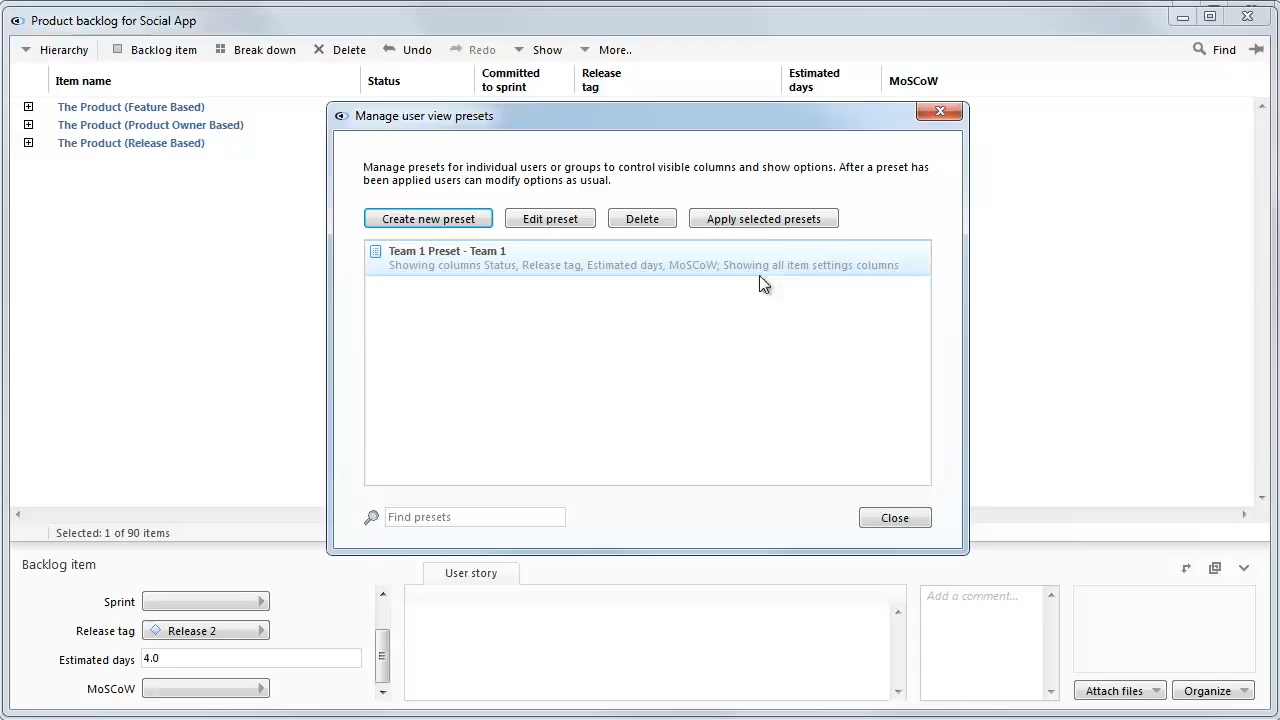 Product backlog for Social App
Hierarchy Backlog item Break down Delete Undo Redo Show More.. Find
Item name Status Committed to sprint Release tag Estimated days MoSCoW
The Product (Feature Based)
The Product (Product Owner Based)
The Product (Release Based)
Manage user view presets
Manage presets for individual users or groups to control visible columns and show options. After a preset has
been applied users can modify options as usual.
Create new preset Edit preset Delete Apply selected presets
Team 1 Preset - Team 1
Showing columns Status, Release tag, Estimated days, MoSCoW; Showing all item settings columns
Find presets Close
Selected: 1 of 90 items
Backlog item
User story
Sprint
Add a comment...
Release tag Release 2
Estimated days 4.0
MoSCoW
Attach files Organize